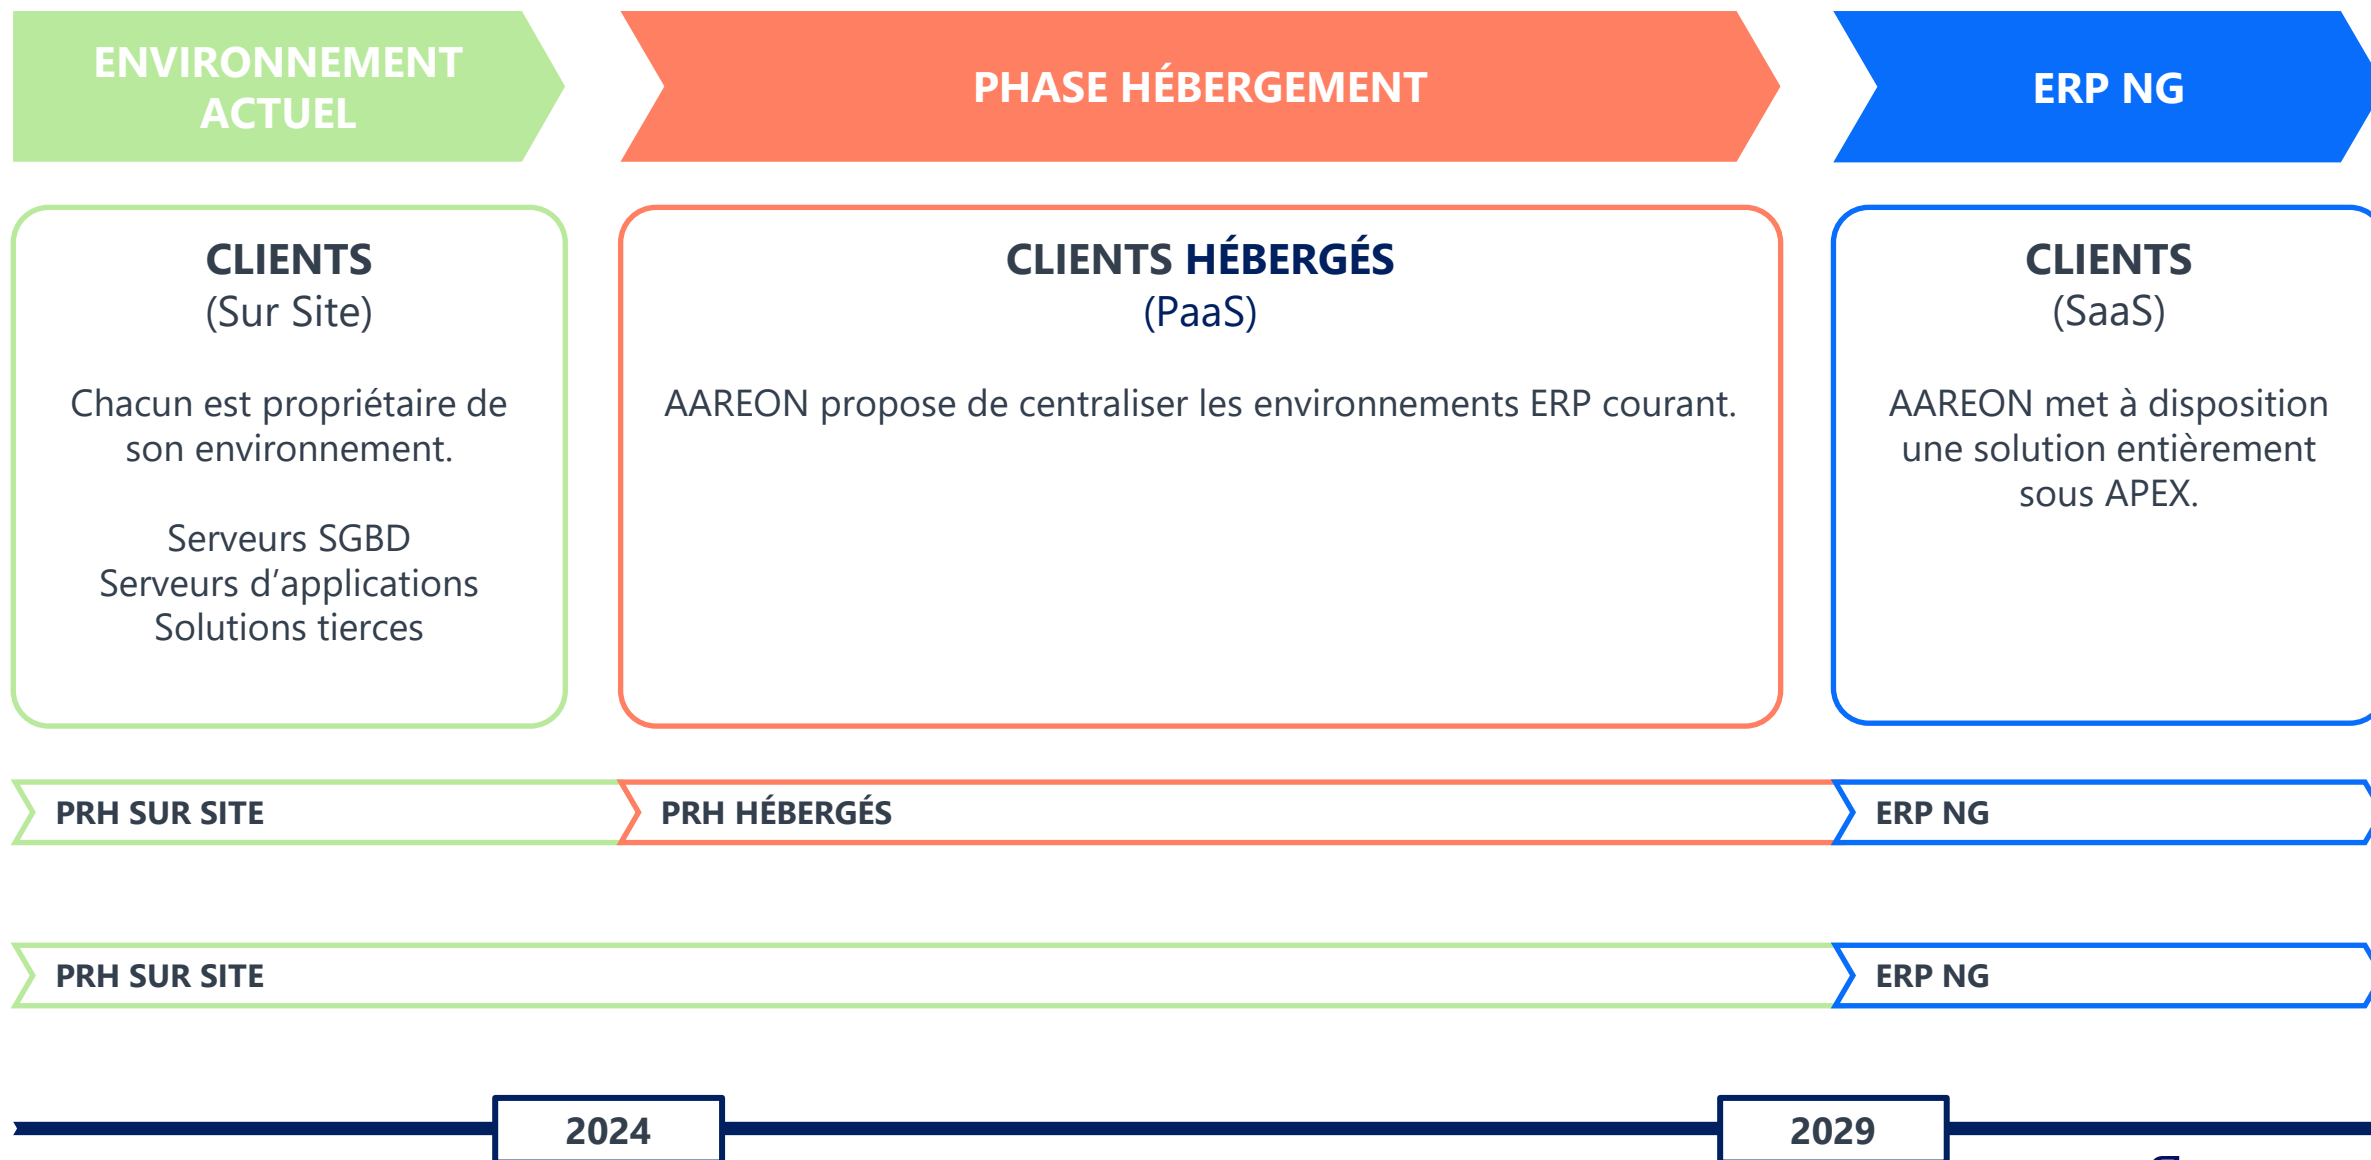 ENVIRONNEMENT
ACTUEL
PHASE HÉBERGEMENT
ERP NG
CLIENTS
(Sur Site)
Chacun est propriétaire de
son environnement.
Serveurs SGBD
Serveurs d’applications
Solutions tierces
CLIENTS HÉBERGÉS
(PaaS)
AAREON propose de centraliser les environnements ERP courant.
CLIENTS
(SaaS)
AAREON met à disposition
une solution entièrement
sous APEX.
PRH SUR SITE
PRH HÉBERGÉS
ERP NG
PRH SUR SITE
ERP NG
2024
2029